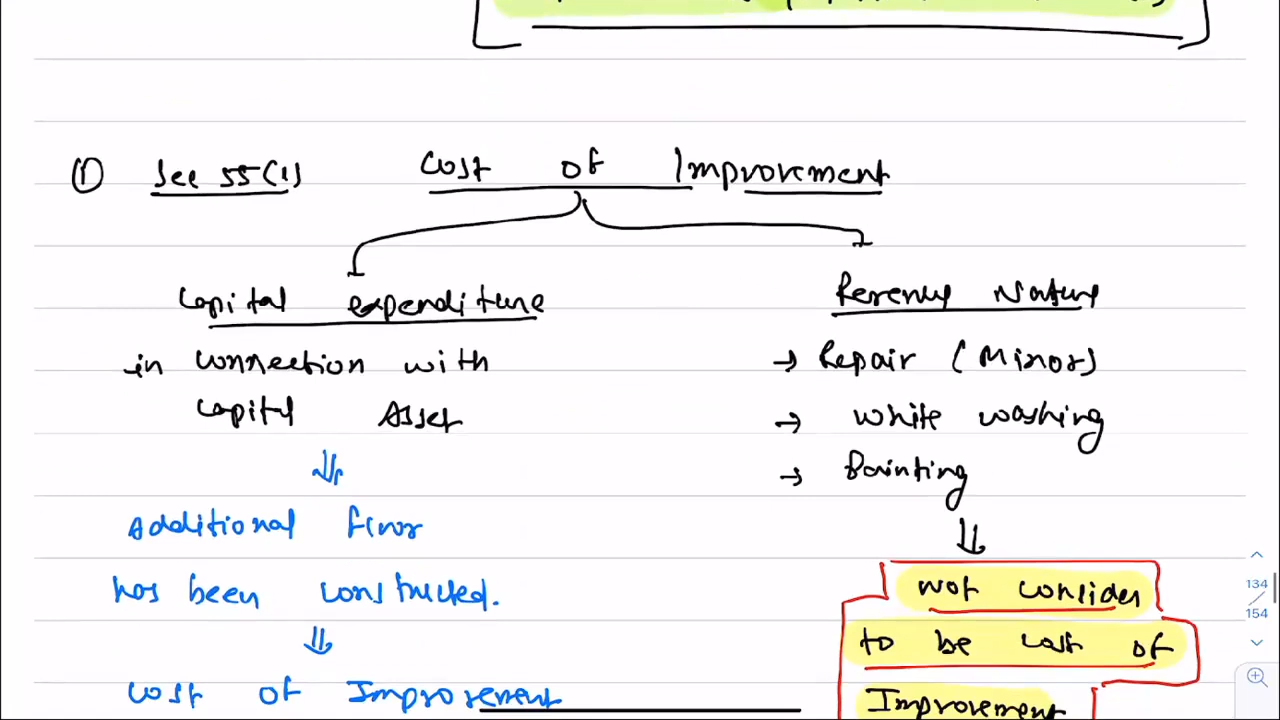 ① Sec 55(1) Cost of Improvement
Capital expenditure
in connection with
capital Asset
Additional floor
has been constructed.
Cost of Improvement
Revenue Nature
→ Repair (Minor)
→ White washing
→ Painting
Not consider
to be cost of
Improvement
134
154